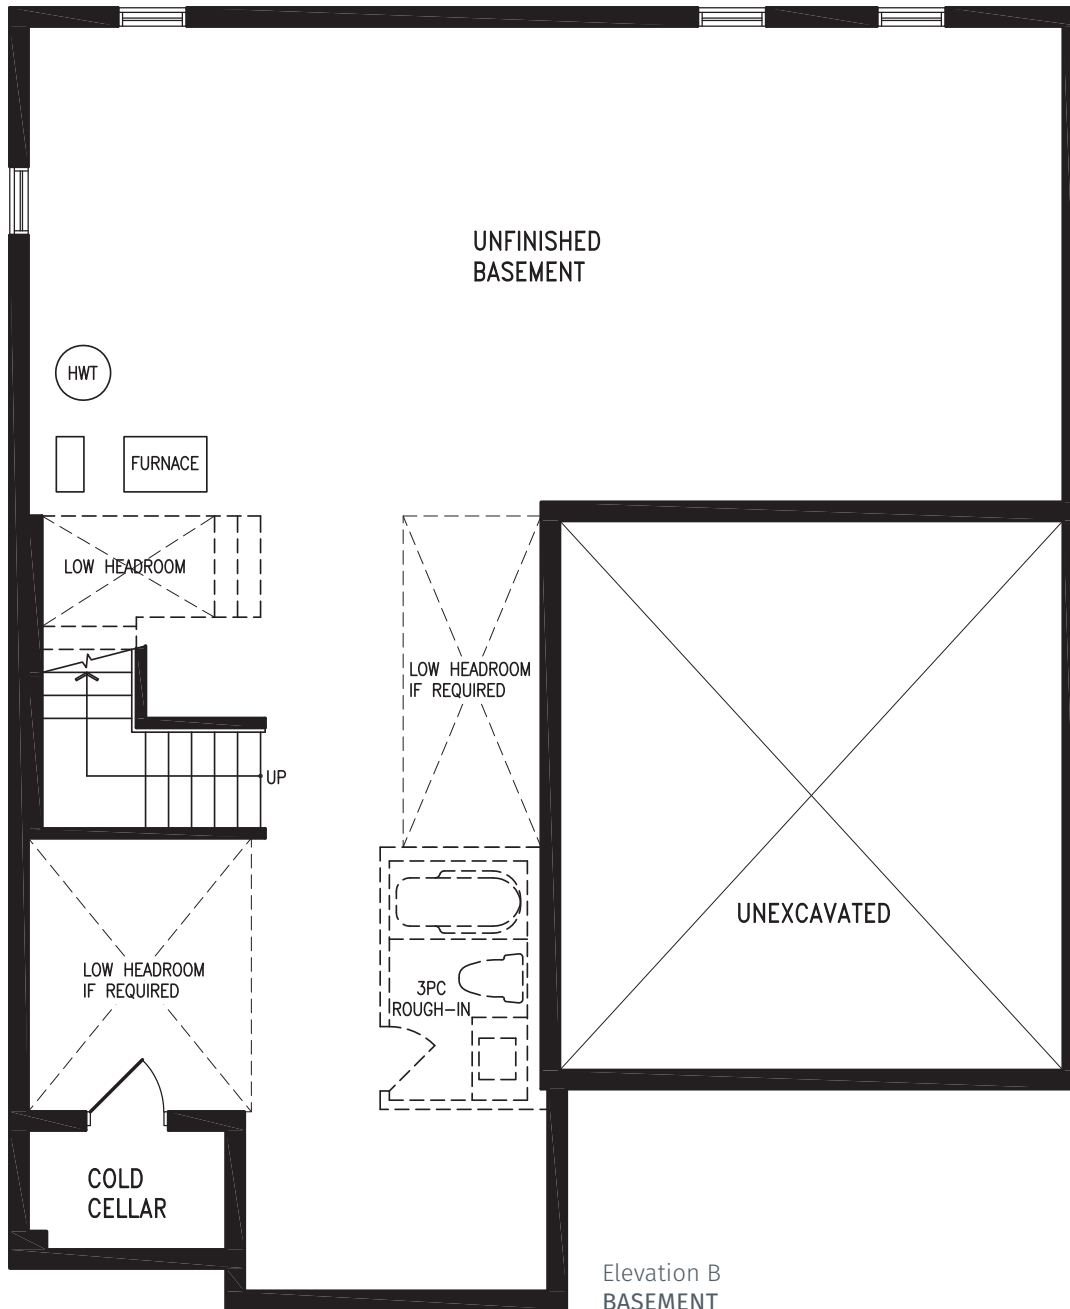 UNFINISHED
BASEMENT
HWT
FURNACE
LOW HEADROOM
LOW HEADROOM
IF REQUIRED
UP
UNEXCAVATED
LOW HEADROOM
IF REQUIRED
3PC
ROUGH-IN
COLD
CELLAR
Elevation B
BASEMENT